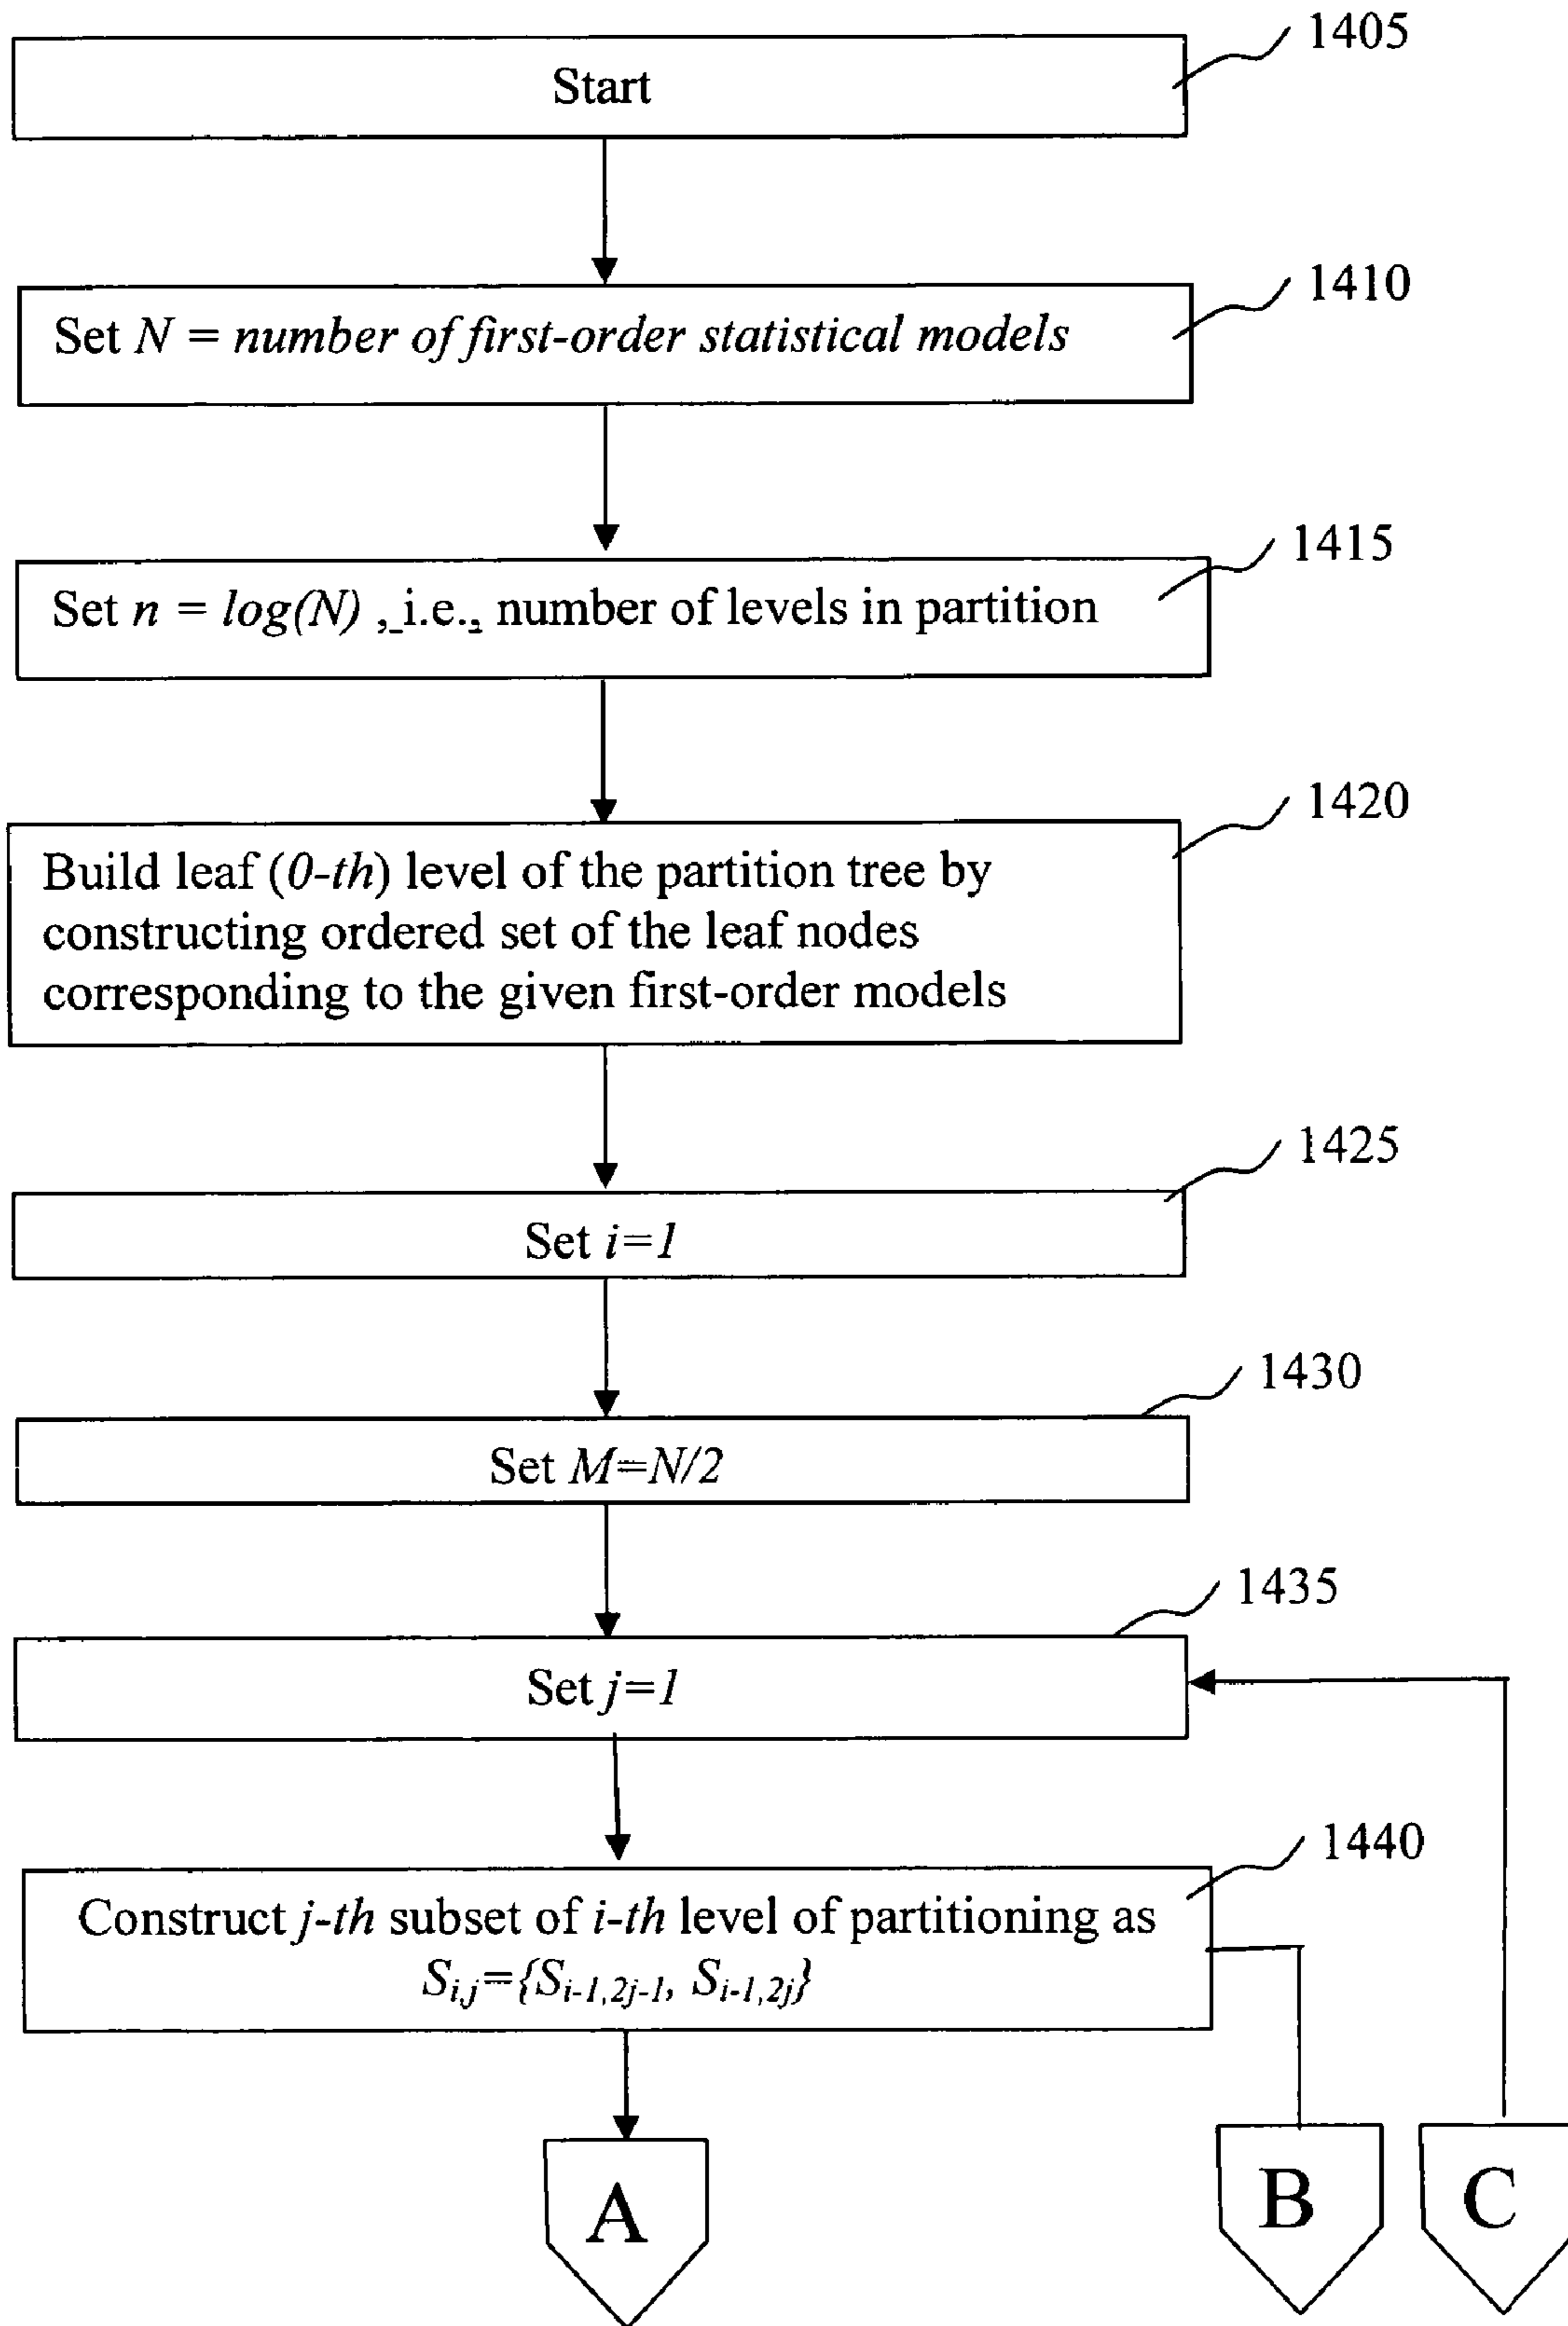 1405
Start
1410
Set N = number of first-order statistical models
1415
Set n = log(N) , i.e., number of levels in partition
1420
Build leaf (0-th) level of the partition tree by
constructing ordered set of the leaf nodes
corresponding to the given first-order models
1425
Set i=1
1430
Set M=N/2
1435
Set j=1
1440
Construct j-th subset of i-th level of partitioning as
S_{i,j}={S_{i-1,2j-1}, S_{i-1,2j}}
A
B
C